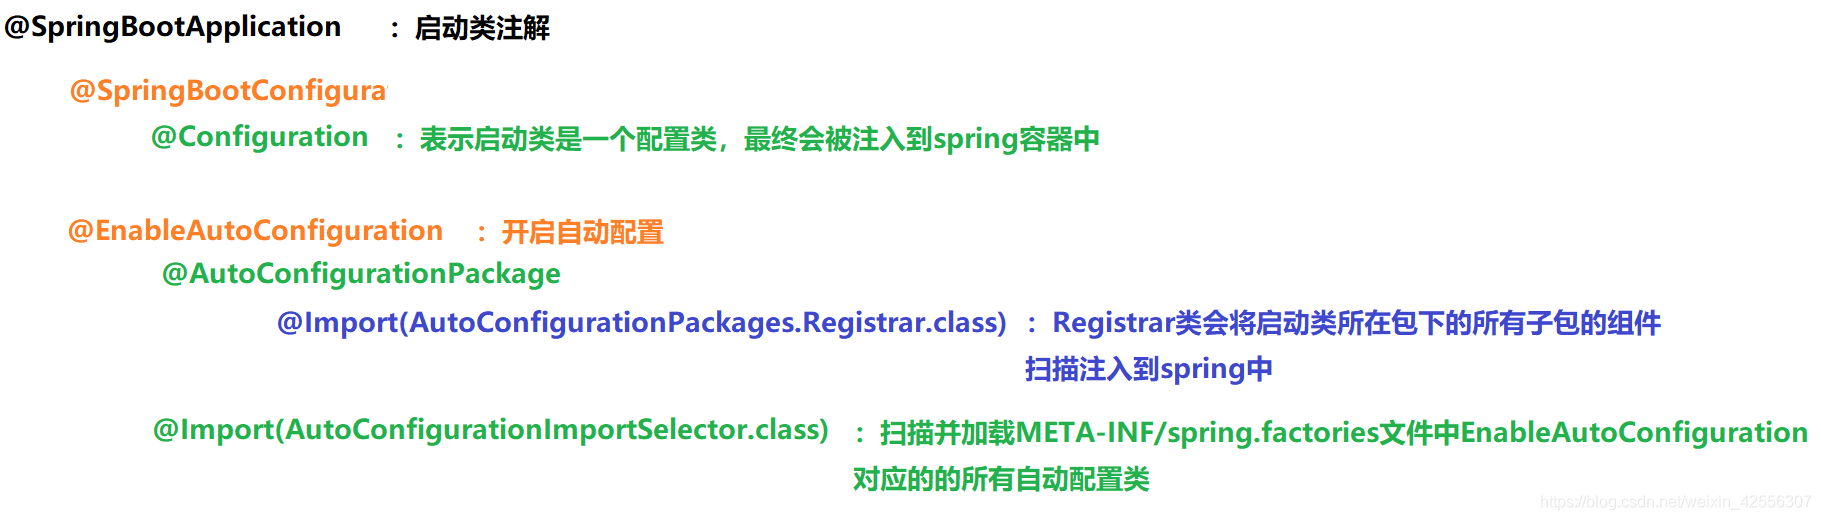 @SpringBootApplication ：启动类注解
@SpringBootConfigura
@Configuration ：表示启动类是一个配置类，最终会被注入到spring容器中
@EnableAutoConfiguration ：开启自动配置
@AutoConfigurationPackage
@Import(AutoConfigurationPackages.Registrar.class) ：Registrar类会将启动类所在包下的所有子包的组件
扫描注入到spring中
@Import(AutoConfigurationImportSelector.class) ：扫描并加载META-INF/spring.factories文件中EnableAutoConfiguration
对应的的所有自动配置类
https://blog.csdn.net/weixin_42556307